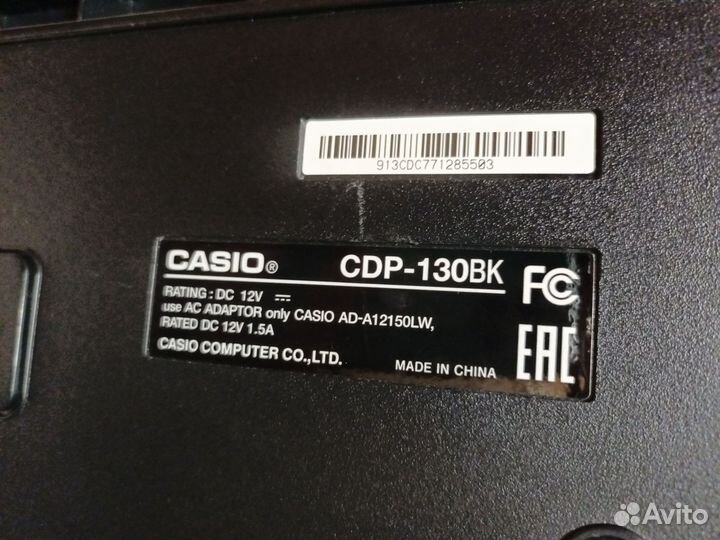 913CDC771285503
CASIO® CDP-130BK
RATING : DC 12V ⎓
use AC ADAPTOR only CASIO AD-A12150LW,
RATED DC 12V 1.5A
CASIO COMPUTER CO.,LTD.
MADE IN CHINA
FC
EAC
Avito